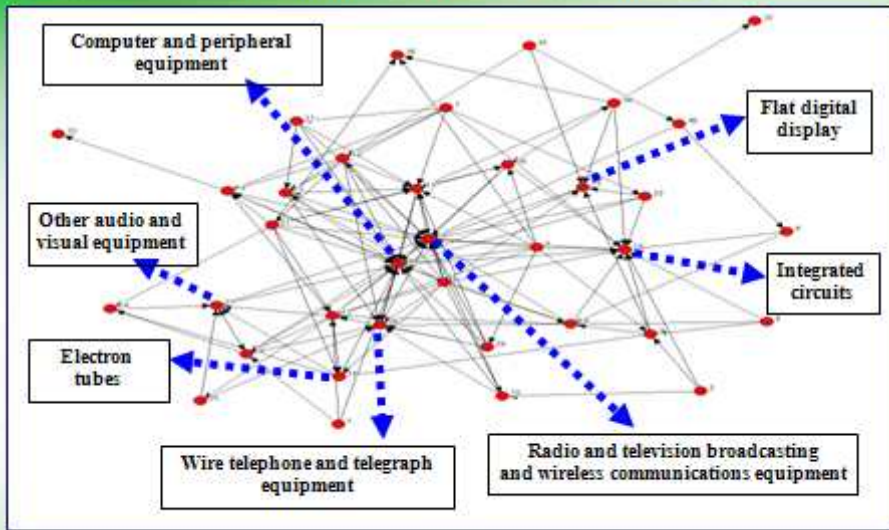 Computer and peripheral
equipment
Flat digital
display
Other audio and
visual equipment
Integrated
circuits
Electron
tubes
Wire telephone and telegraph
equipment
Radio and television broadcasting
and wireless communications equipment